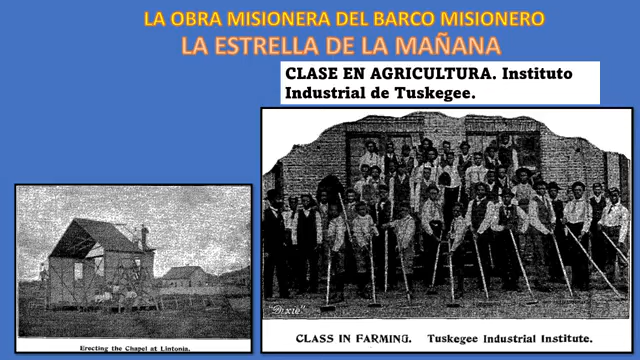 LA OBRA MISIONERA DEL BARCO MISIONERO
LA ESTRELLA DE LA MAÑANA
CLASE EN AGRICULTURA. Instituto
Industrial de Tuskegee.
"Dixie"
CLASS IN FARMING. Tuskegee Industrial Institute.
Erecting the Chapel at Lintonia.